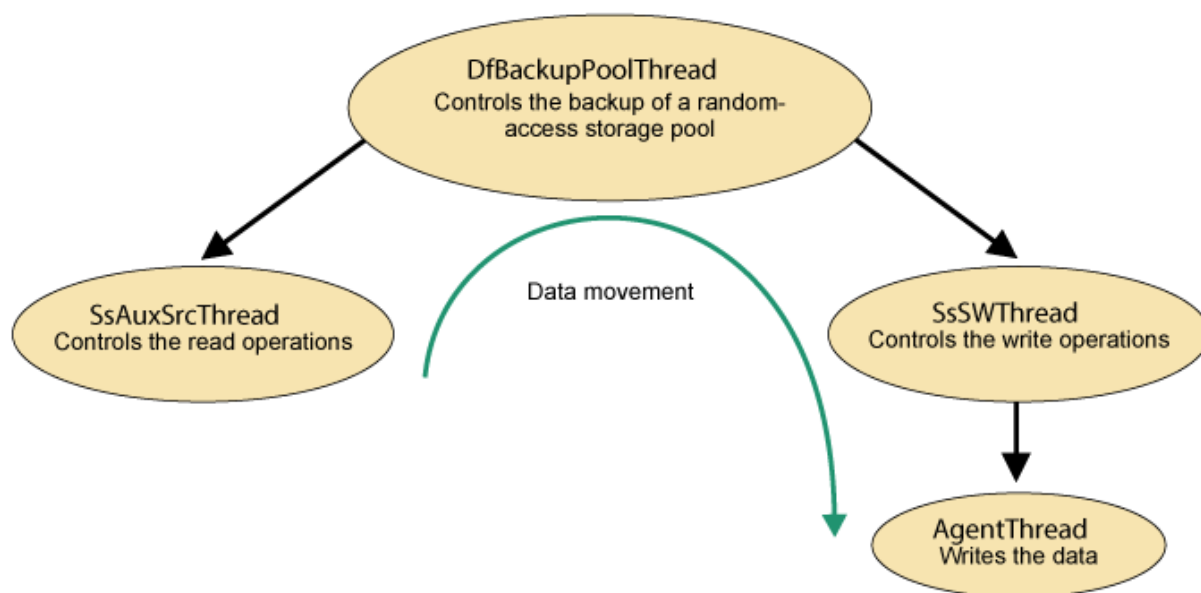 DfBackupPoolThread
Controls the backup of a random-
access storage pool
Data movement
SsAuxSrcThread
Controls the read operations
SsSWThread
Controls the write operations
AgentThread
Writes the data